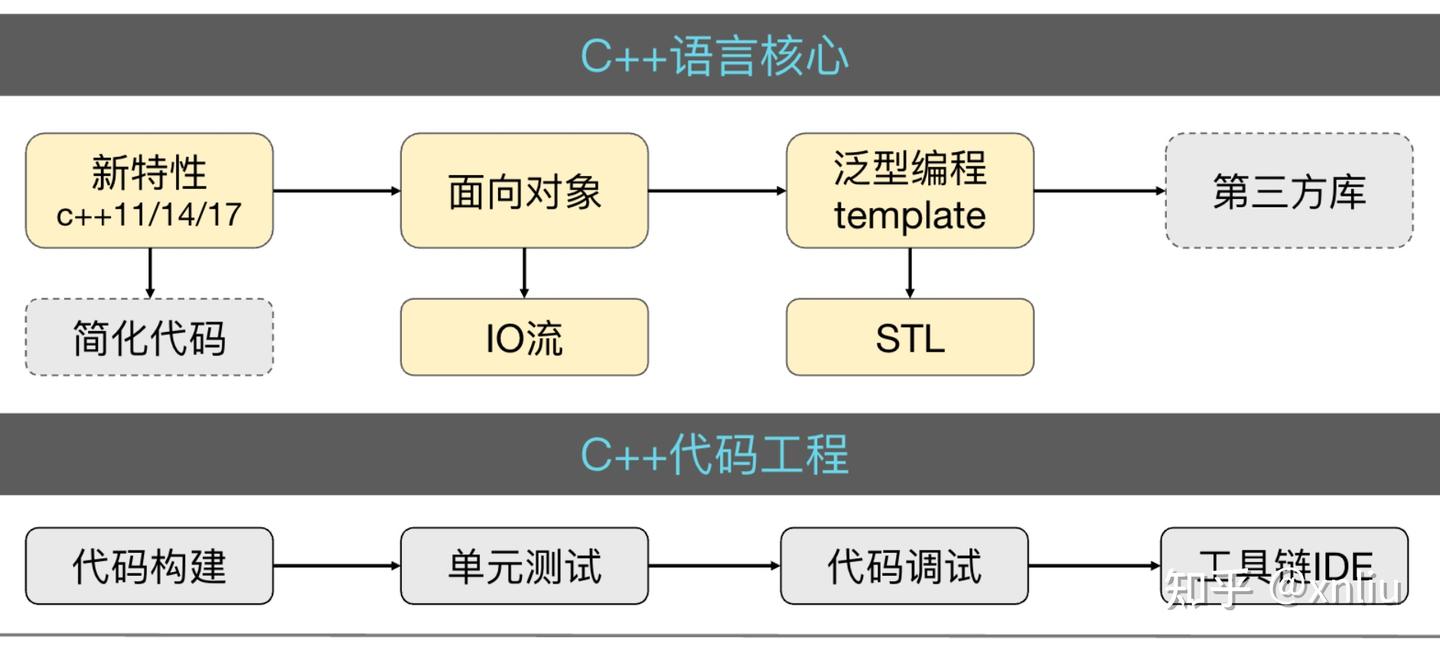 C++语言核心
新特性
c++11/14/17
面向对象
泛型编程
template
第三方库
简化代码
IO流
STL
C++代码工程
代码构建
单元测试
代码调试
工具链IDE
知乎 @xnliu